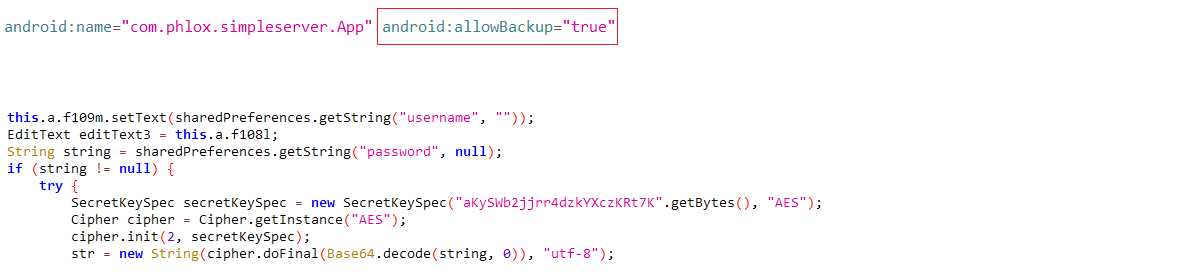 android:name="com.phlox.simpleserver.App" android:allowBackup="true"
this.a.f109m.setText(sharedPreferences.getString("username", ""));
EditText editText3 = this.a.f108l;
String string = sharedPreferences.getString("password", null);
if (string != null) {
    try {
        SecretKeySpec secretKeySpec = new SecretKeySpec("aKySWb2jjrr4dzkYXczKRt7K".getBytes(), "AES");
        Cipher cipher = Cipher.getInstance("AES");
        cipher.init(2, secretKeySpec);
        str = new String(cipher.doFinal(Base64.decode(string, 0)), "utf-8");